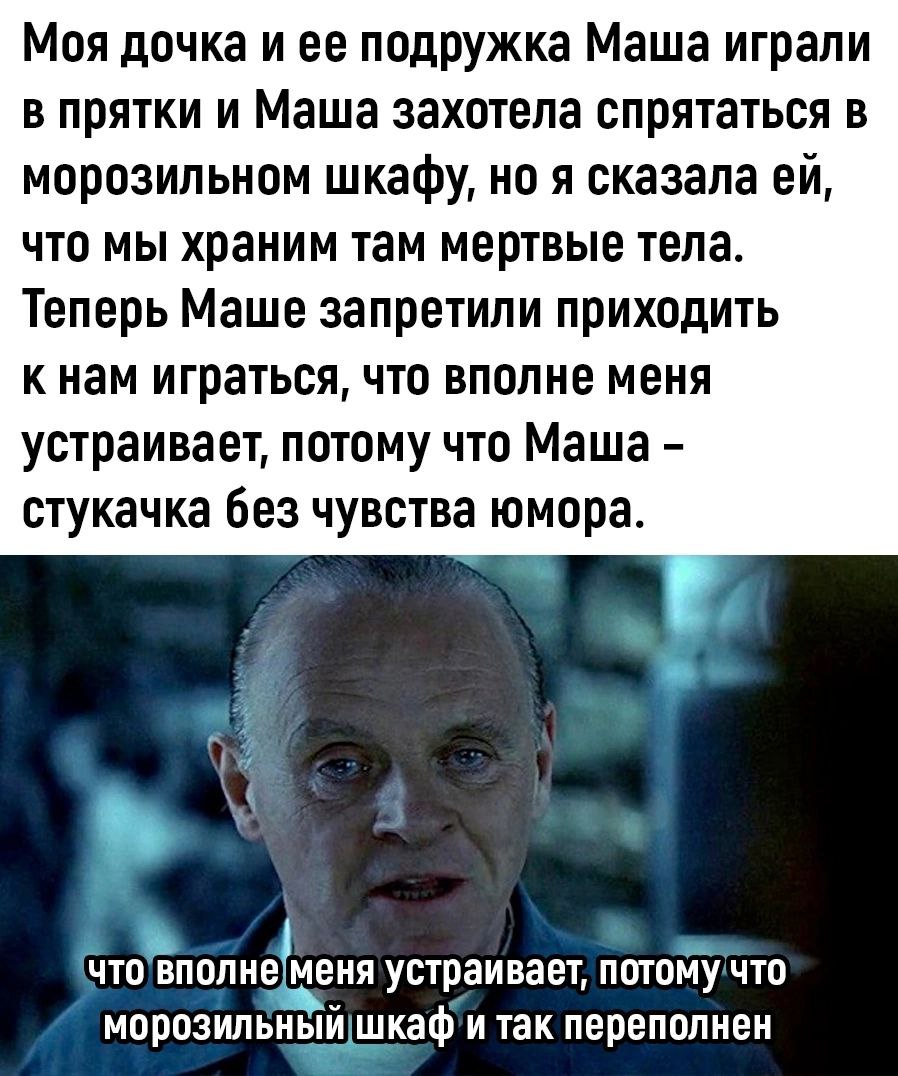 Моя дочка и ее подружка Маша играли
в прятки и Маша захотела спрятаться в
морозильном шкафу, но я сказала ей,
что мы храним там мертвые тела.
Теперь Маше запретили приходить
к нам играться, что вполне меня
устраивает, потому что Маша –
стукачка без чувства юмора.
что вполне меня устраивает, потому что
морозильный шкаф и так переполнен